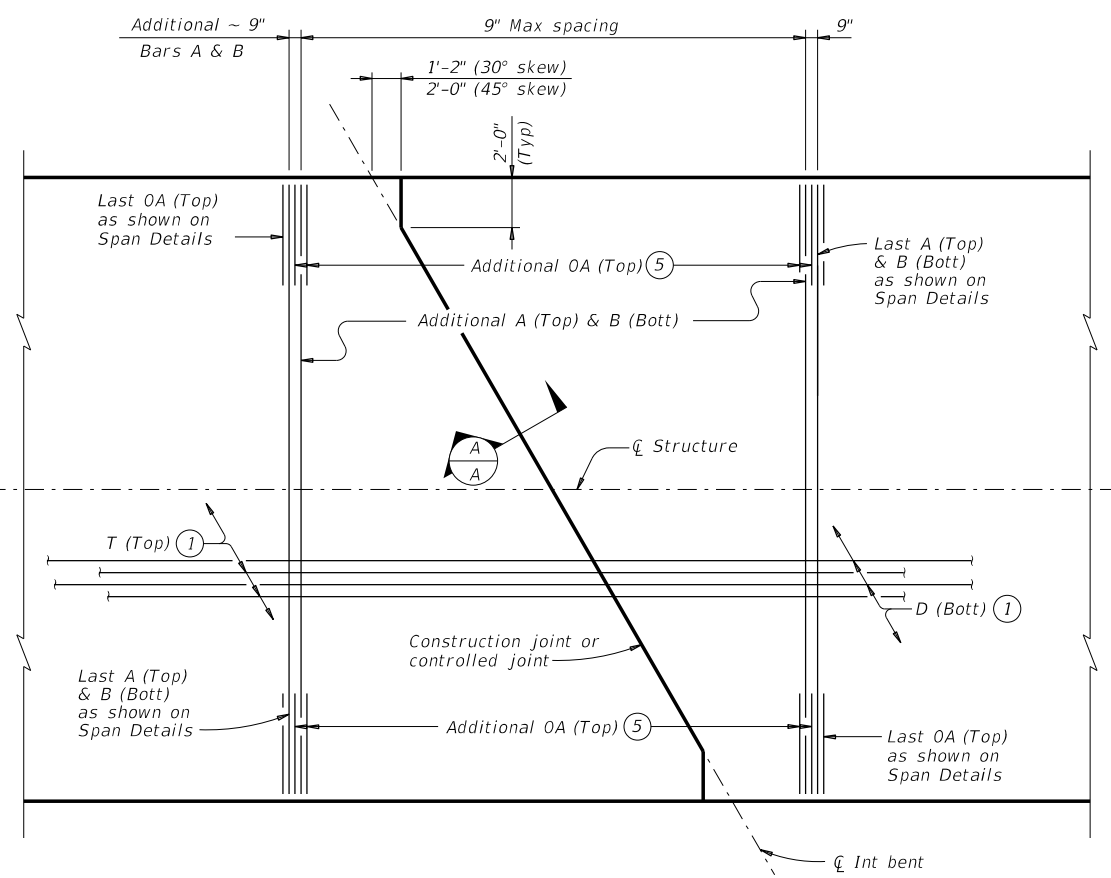 Additional ~ 9"
Bars A & B
9" Max spacing
9"
1'-2" (30° skew)
2'-0" (45° skew)
2'-0"
(Typ)
Last OA (Top)
as shown on
Span Details
Additional OA (Top) 5
Last A (Top)
& B (Bott)
as shown on
Span Details
Additional A (Top) & B (Bott)
A
A
℄ Structure
T (Top) 1
D (Bott) 1
Construction joint or
controlled joint
Last A (Top)
& B (Bott)
as shown on
Span Details
Additional OA (Top) 5
Last OA (Top)
as shown on
Span Details
℄ Int bent